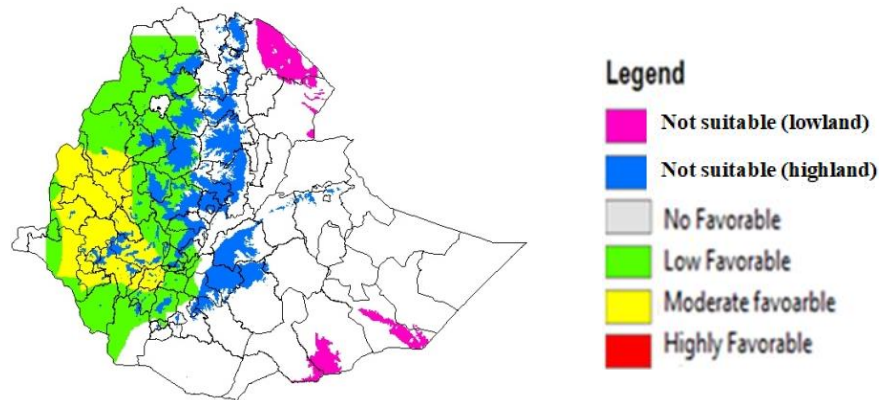 Legend
Not suitable (lowland)
Not suitable (highland)
No Favorable
Low Favorable
Moderate favoarble
Highly Favorable